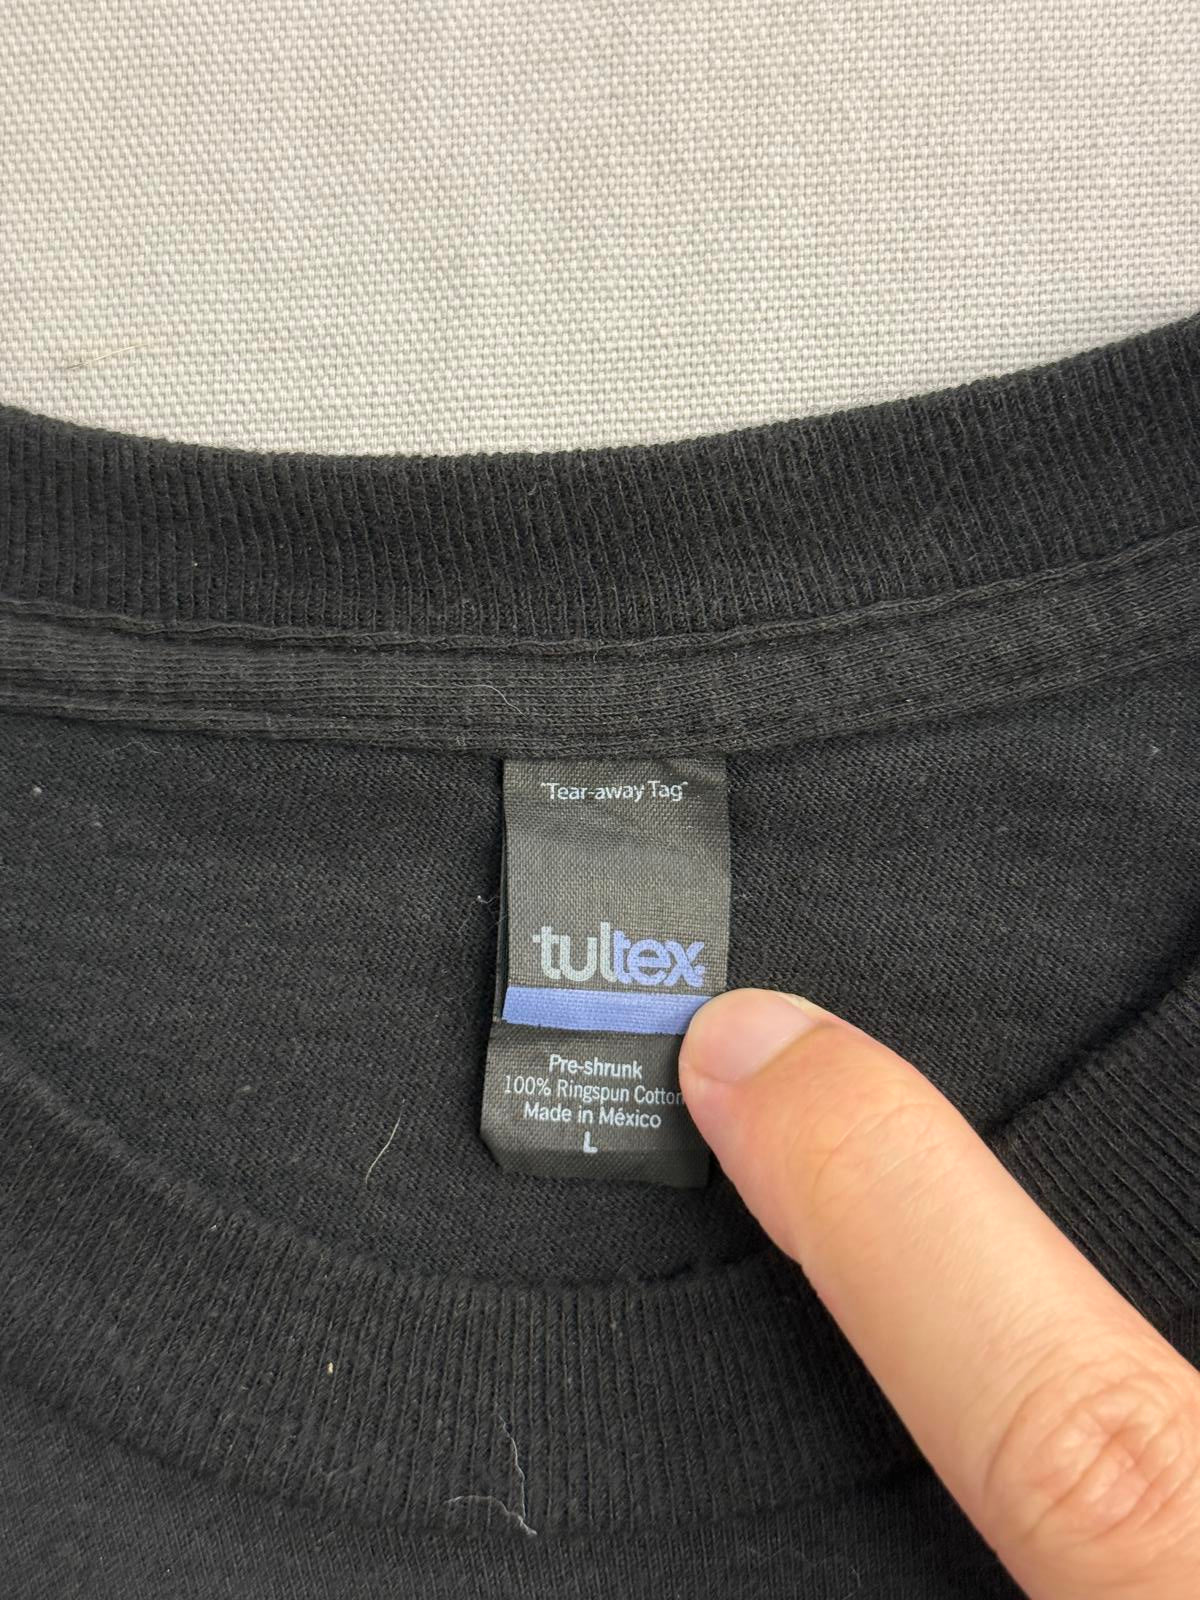 "Tear-away Tag"
tultex
Pre-shrunk
100% Ringspun Cotton
Made in México
L